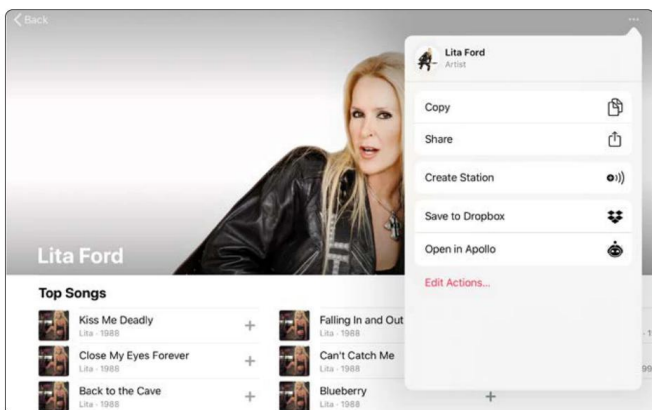 Back
Lita Ford
Artist
Copy
Share
Create Station
Save to Dropbox
Open in Apollo
Edit Actions...
Lita Ford
Top Songs
Kiss Me Deadly
Lita · 1988
Falling In and Out
Lita · 1988
Close My Eyes Forever
Lita · 1988
Can't Catch Me
Lita · 1988
Back to the Cave
Lita · 1988
Blueberry
Lita · 1988